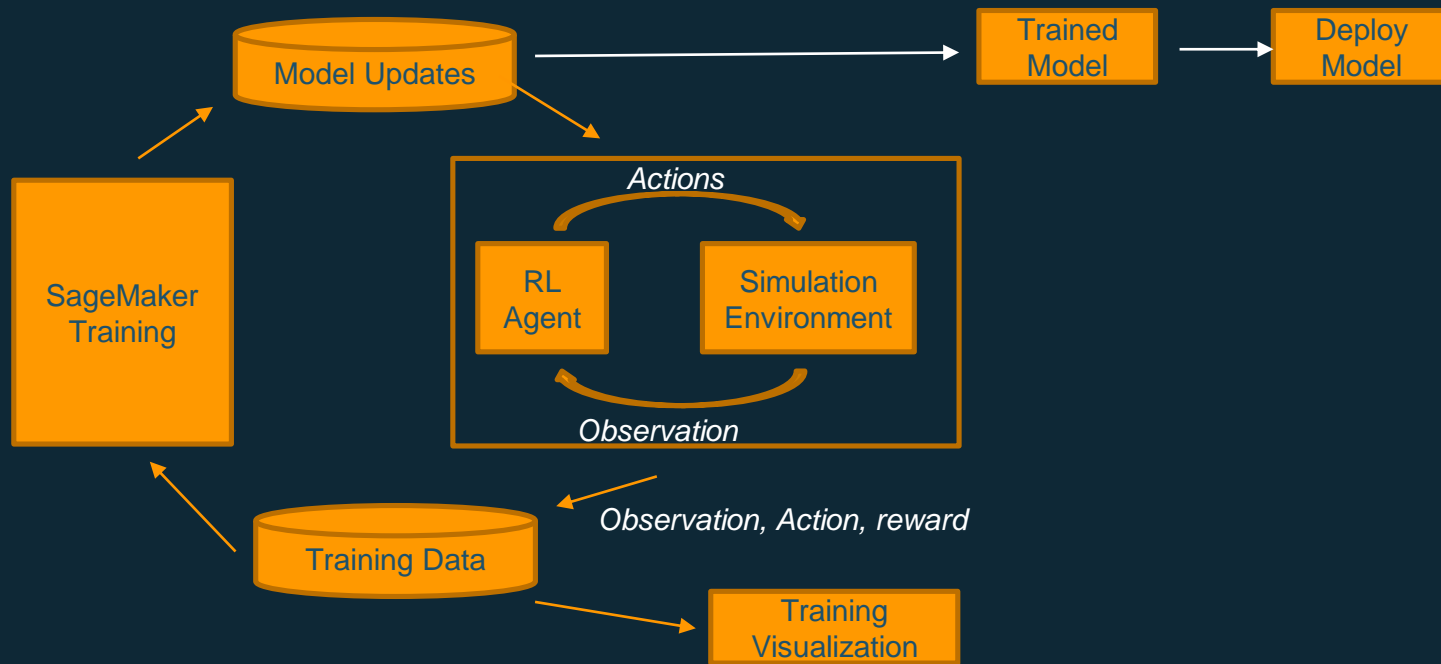 Model Updates
Trained
Model
Deploy
Model
Actions
SageMaker
Training
RL
Agent
Simulation
Environment
Observation
Observation, Action, reward
Training Data
Training
Visualization